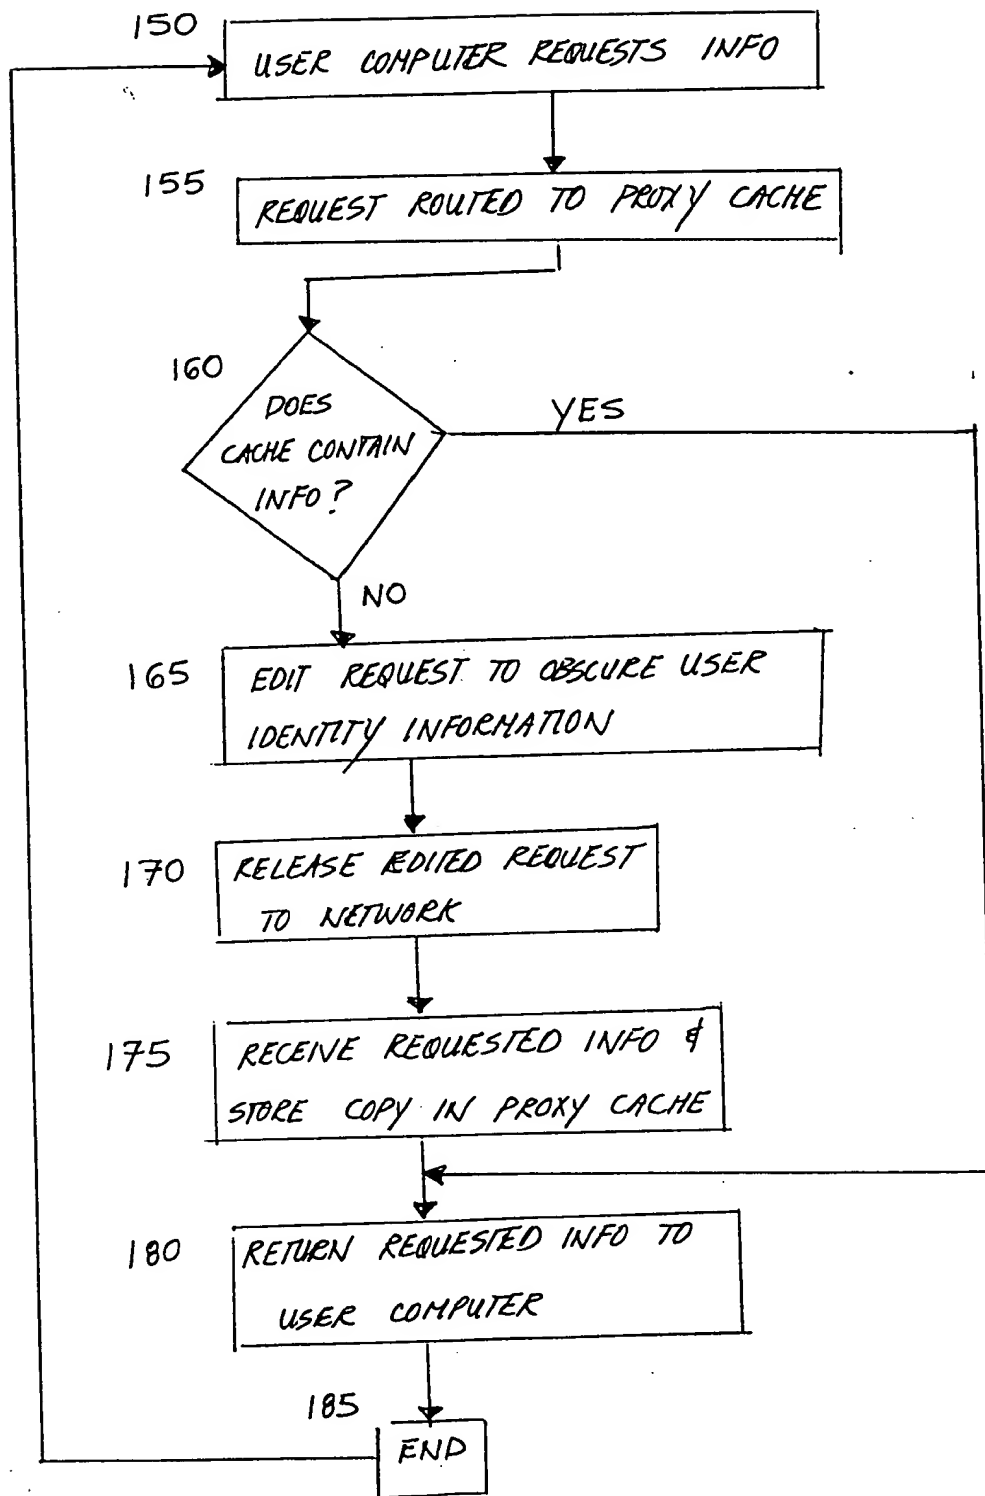 150
USER COMPUTER REQUESTS INFO
155
REQUEST ROUTED TO PROXY CACHE
160
DOES
CACHE CONTAIN
INFO?
YES
NO
165
EDIT REQUEST TO OBSCURE USER
IDENTITY INFORMATION
170
RELEASE EDITED REQUEST
TO NETWORK
175
RECEIVE REQUESTED INFO &
STORE COPY IN PROXY CACHE
180
RETURN REQUESTED INFO TO
USER COMPUTER
185
END